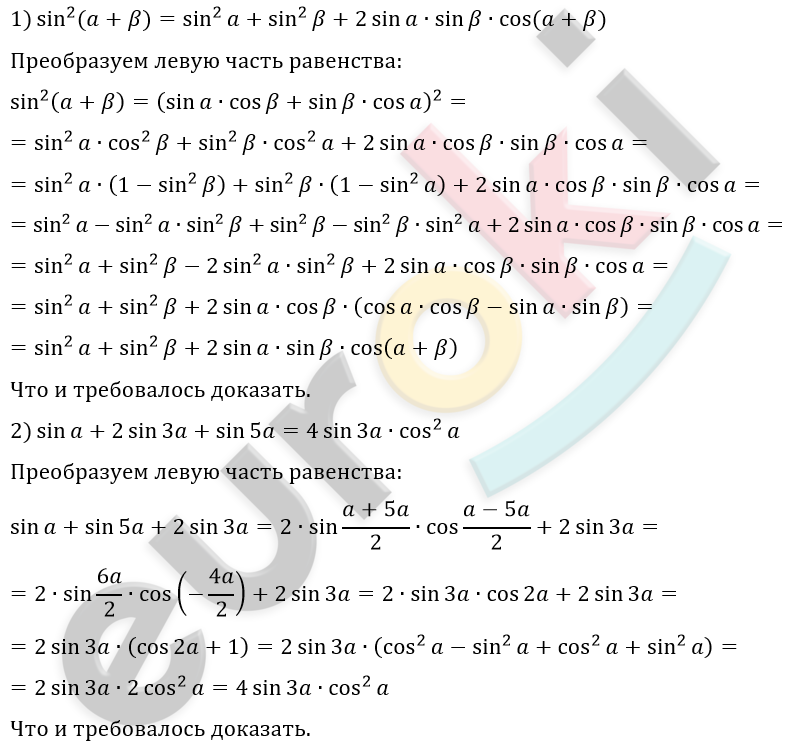 1) sin²(a + β) = sin² a + sin² β + 2 sin a · sin β · cos(a + β)
Преобразуем левую часть равенства:
sin²(a + β) = (sin a · cos β + sin β · cos a)² =
= sin² a · cos² β + sin² β · cos² a + 2 sin a · cos β · sin β · cos a =
= sin² a · (1 − sin² β) + sin² β · (1 − sin² a) + 2 sin a · cos β · sin β · cos a =
= sin² a − sin² a · sin² β + sin² β − sin² β · sin² a + 2 sin a · cos β · sin β · cos a =
= sin² a + sin² β − 2 sin² a · sin² β + 2 sin a · cos β · sin β · cos a =
= sin² a + sin² β + 2 sin a · cos β · (cos a · cos β − sin a · sin β) =
= sin² a + sin² β + 2 sin a · sin β · cos(a + β)
Что и требовалось доказать.
2) sin a + 2 sin 3a + sin 5a = 4 sin 3a · cos² a
Преобразуем левую часть равенства:
sin a + sin 5a + 2 sin 3a = 2 · sin (a + 5a)/2 · cos (a − 5a)/2 + 2 sin 3a =
= 2 · sin 6a/2 · cos (−4a/2) + 2 sin 3a = 2 · sin 3a · cos 2a + 2 sin 3a =
= 2 sin 3a · (cos 2a + 1) = 2 sin 3a · (cos² a − sin² a + cos² a + sin² a) =
= 2 sin 3a · 2 cos² a = 4 sin 3a · cos² a
Что и требовалось доказать.
euroki